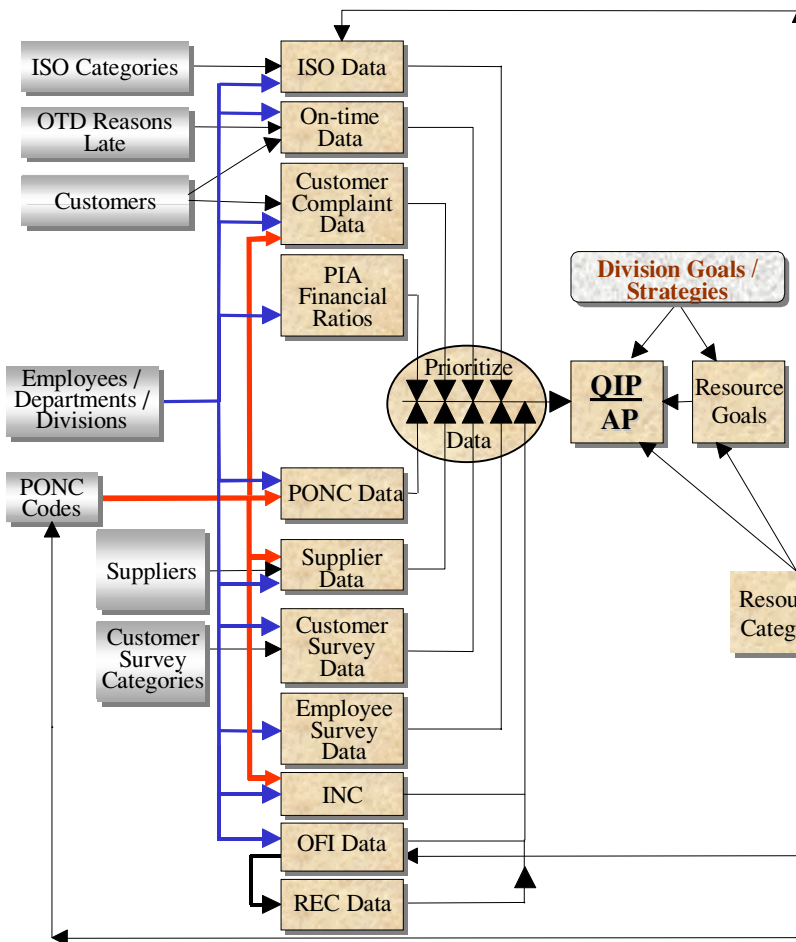 ISO Categories
ISO Data
OTD Reasons
Late
On-time
Data
Customers
Customer
Complaint
Data
PIA
Financial
Ratios
Division Goals /
Strategies
Prioritize
Data
QIP
AP
Resource
Goals
Employees /
Departments /
Divisions
PONC
Codes
PONC Data
Suppliers
Supplier
Data
Customer
Survey
Categories
Customer
Survey
Data
Resou
Categ
Employee
Survey
Data
INC
OFI Data
REC Data